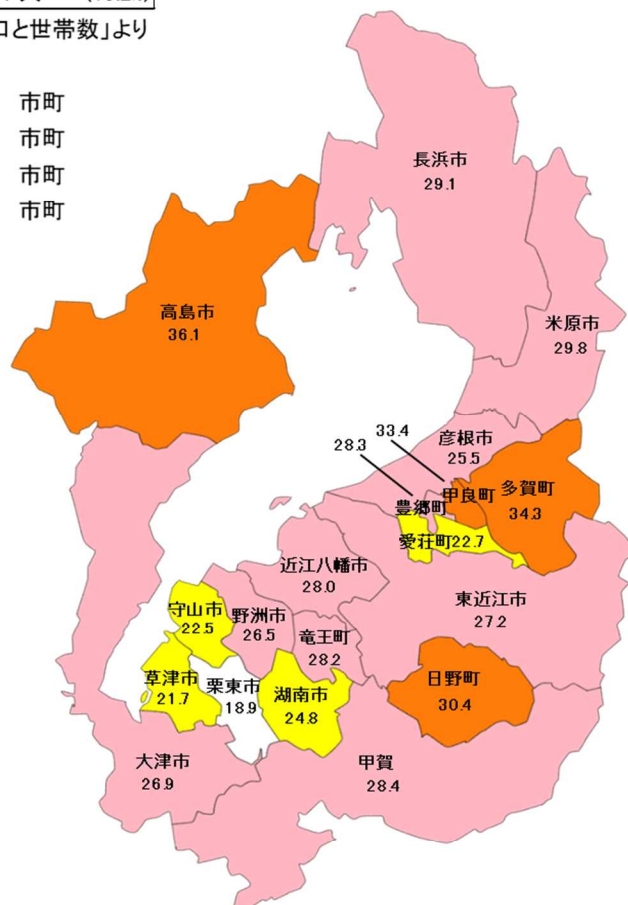 口と世帯数」より
市町
市町
市町
市町
長浜市
29.1
高島市
36.1
米原市
29.8
33.4
28.3
彦根市
25.5
甲良町
多賀町
34.3
豊郷町
愛荘町22.7
近江八幡市
28.0
東近江市
27.2
守山市
22.5
野洲市
26.5
竜王町
28.2
草津市
21.7
栗東市
18.9
湖南市
24.8
日野町
30.4
大津市
26.9
甲賀
28.4